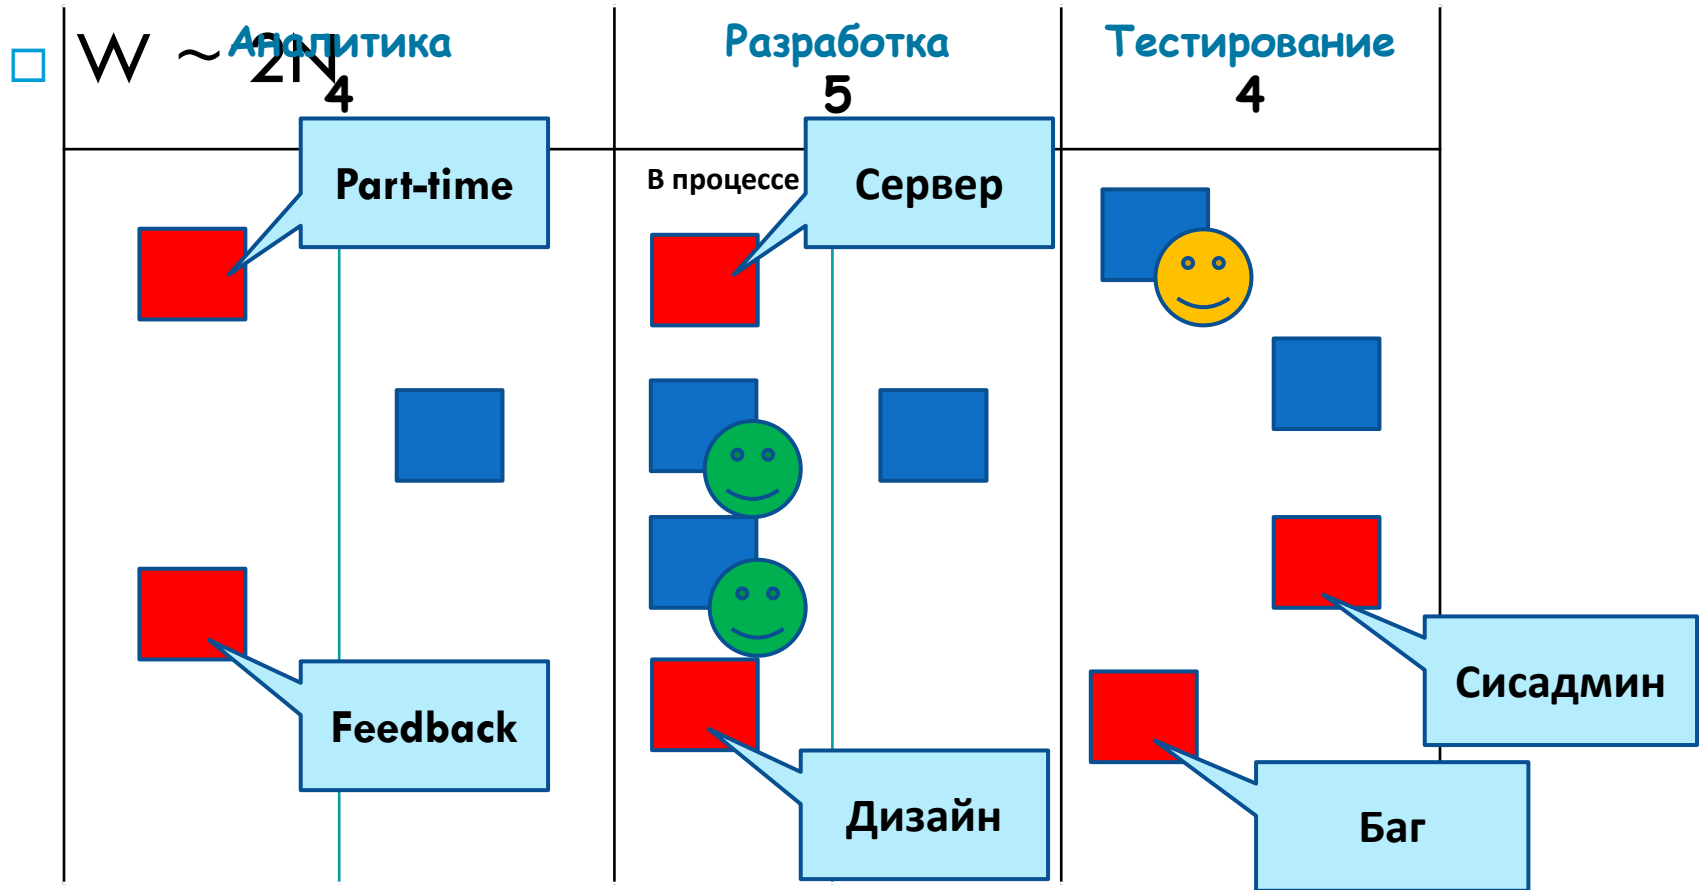 W ~ 2N
Аналитика
4
Разработка
5
Тестирование
4
Part-time
В процессе
Сервер
Feedback
Дизайн
Сисадмин
Баг